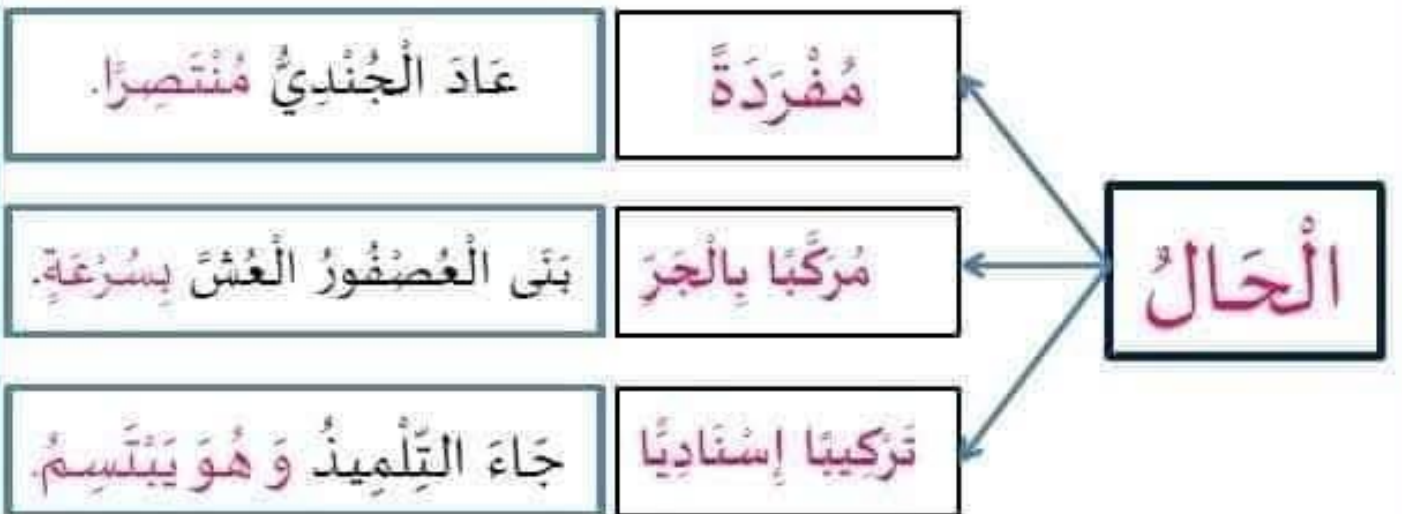 الْحَالُ
مُفْرَدَةً
عَادَ الْجُنْدِيُّ مُنْتَصِرًا.
مُرَكَّبًا بِالْجَرِّ
بَنَى الْعُصْفُورُ الْعُشَّ بِسُرْعَةٍ.
تَرْكِيبًا إِسْنَادِيًّا
جَاءَ التِّلْمِيذُ وَ هُوَ يَبْتَسِمُ.